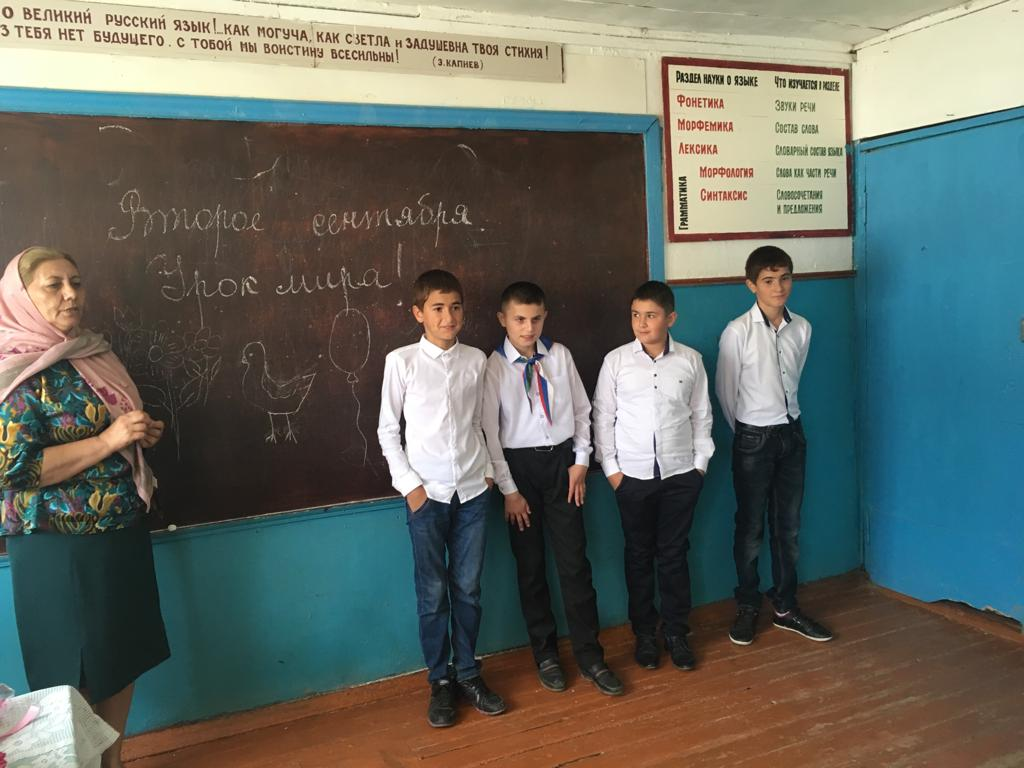 О ВЕЛИКИЙ РУССКИЙ ЯЗЫК!..КАК МОГУЧА, КАК СВЕТЛА и ЗАДУШЕВНА ТВОЯ СТИХИЯ!
З ТЕБЯ НЕТ БУДУЩЕГО. С ТОБОЙ МЫ ВОИСТИНУ ВСЕСИЛЬНЫ!
(Э.КАПИЕВ)
РАЗДЕЛ НАУКИ О ЯЗЫКЕ ЧТО ИЗУЧАЕТСЯ В РАЗДЕЛЕ
ФОНЕТИКА ЗВУКИ РЕЧИ
МОРФЕМИКА СОСТАВ СЛОВА
ЛЕКСИКА СЛОВАРНЫЙ СОСТАВ ЯЗЫКА
ГРАММАТИКА
МОРФОЛОГИЯ СЛОВА КАК ЧАСТИ РЕЧИ
СИНТАКСИС СЛОВОСОЧЕТАНИЯ
И ПРЕДЛОЖЕНИЯ
Второе сентября.
Урок мира!